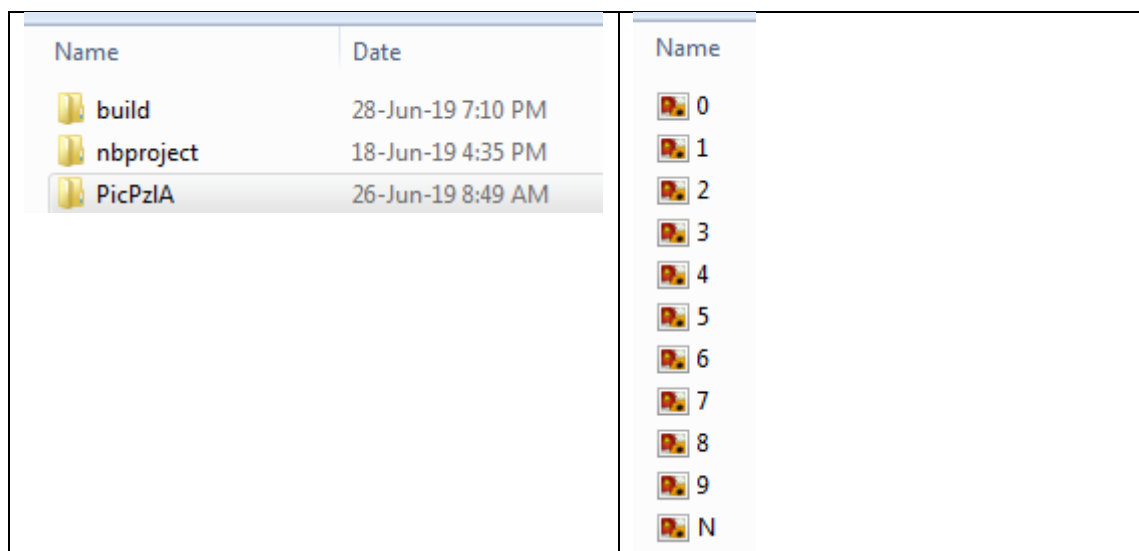 Name Date
build 28-Jun-19 7:10 PM
nbproject 18-Jun-19 4:35 PM
PicPzlA 26-Jun-19 8:49 AM
Name
0
1
2
3
4
5
6
7
8
9
N